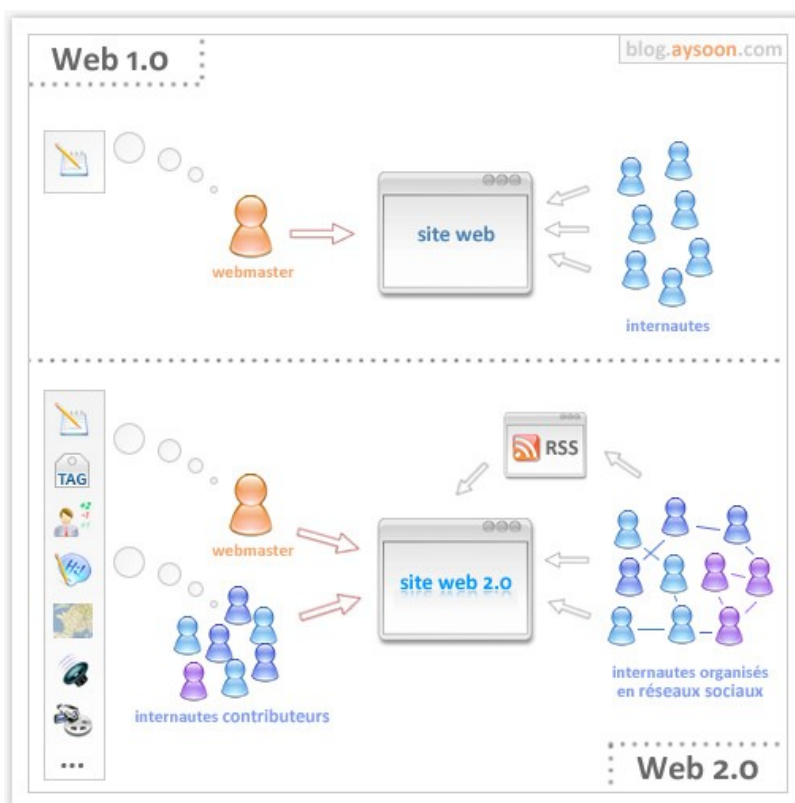 Web 1.0
blog.aysoon.com
site web
webmaster
internautes
TAG
RSS
Hi!
webmaster
site web 2.0
internautes contributeurs
internautes organisés
en réseaux sociaux
...
Web 2.0